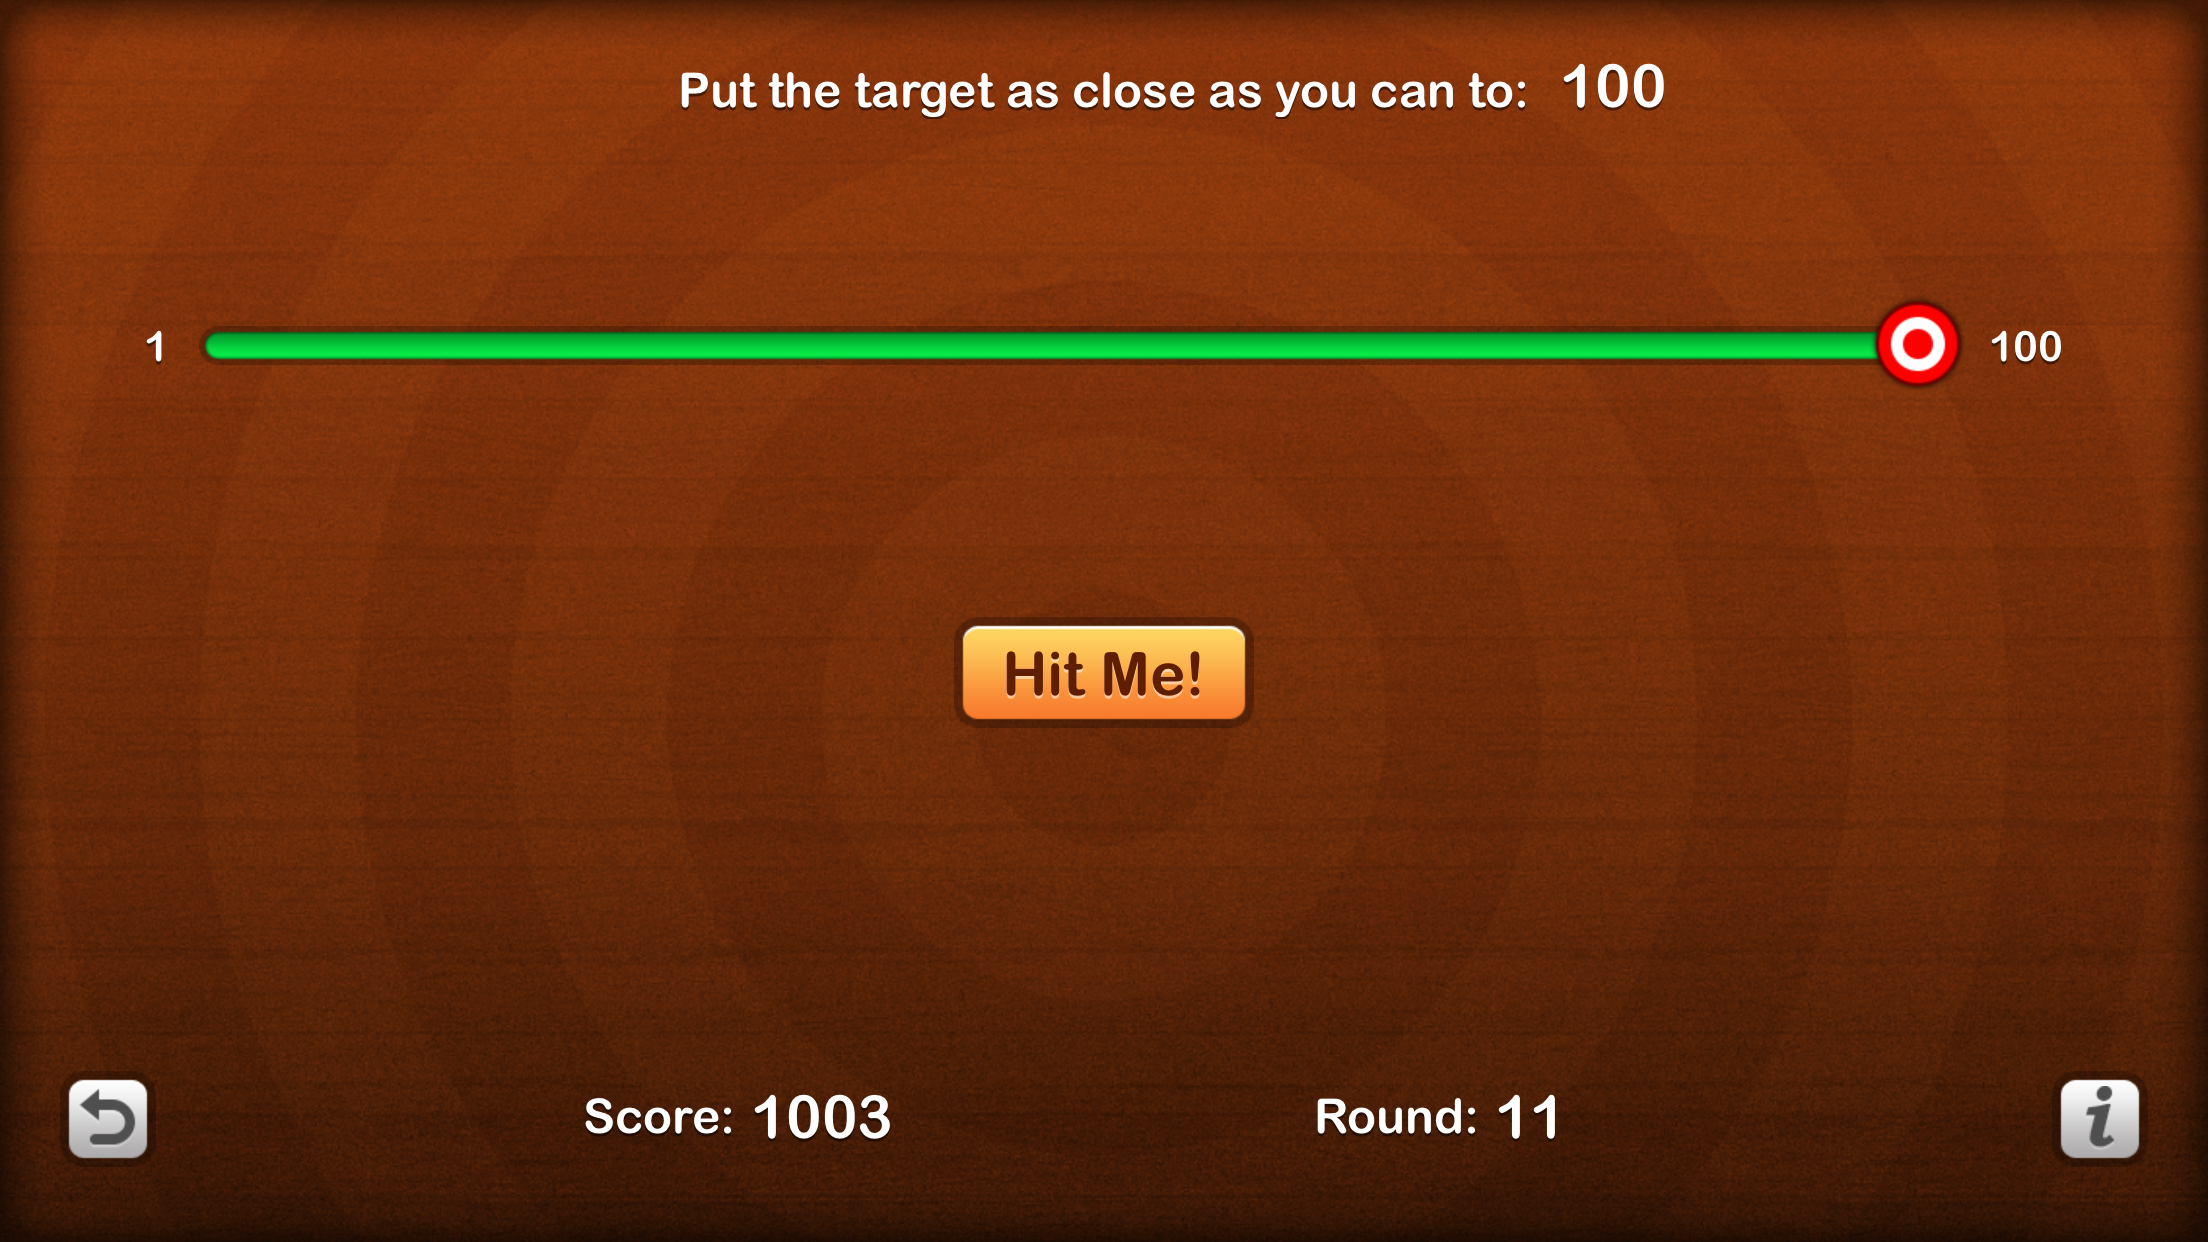 Put the target as close as you can to: 100
1 100
Hit Me!
Score: 1003 Round: 11
i